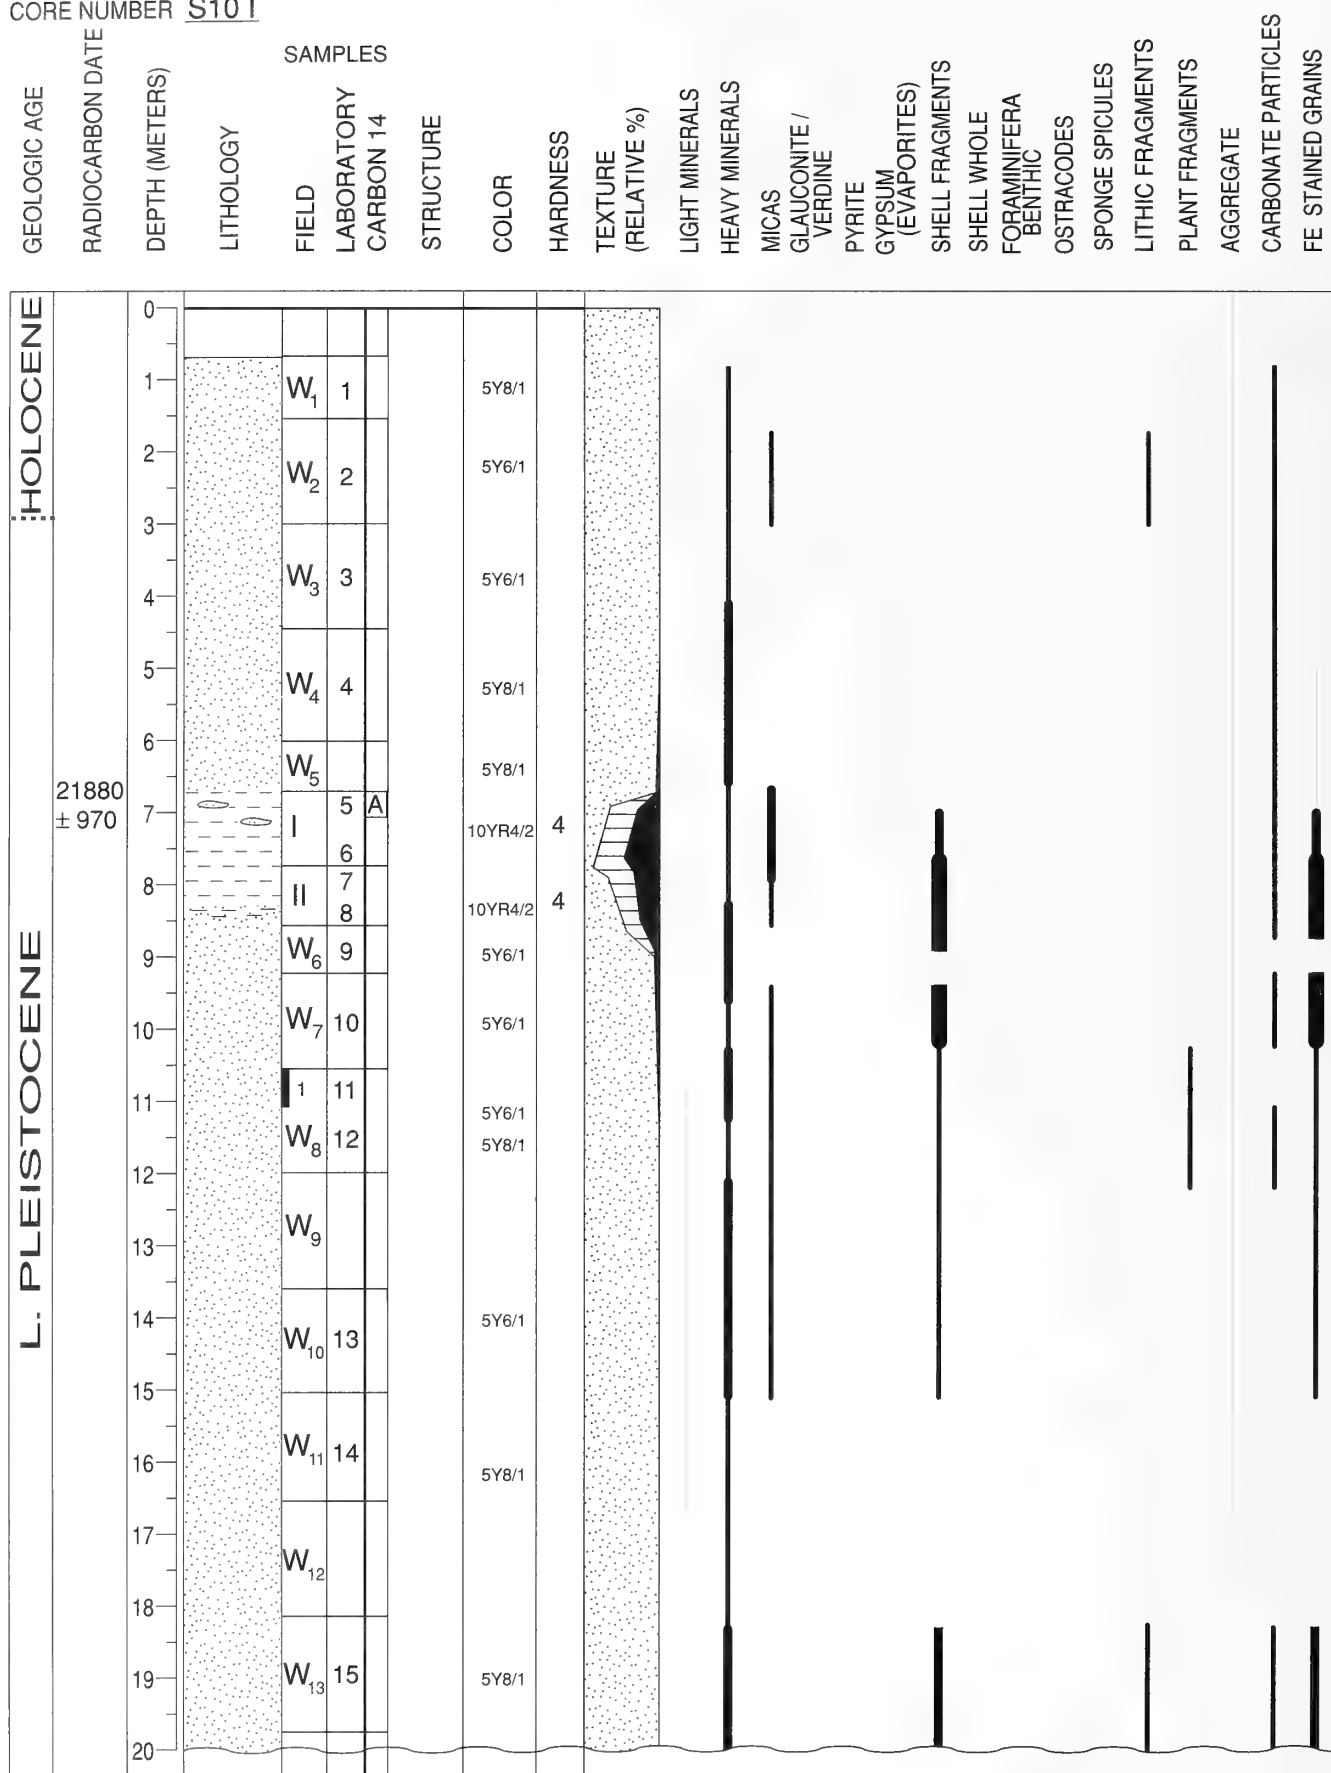 CORE NUMBER S101
SAMPLES
GEOLOGIC AGE
RADIOCARBON DATE
DEPTH (METERS)
LITHOLOGY
FIELD
LABORATORY
CARBON 14
STRUCTURE
COLOR
HARDNESS
TEXTURE
(RELATIVE %)
LIGHT MINERALS
HEAVY MINERALS
MICAS
GLAUCONITE /
VERDINE
PYRITE
GYPSUM
(EVAPORITES)
SHELL FRAGMENTS
SHELL WHOLE
FORAMINIFERA
BENTHIC
OSTRACODES
SPONGE SPICULES
LITHIC FRAGMENTS
PLANT FRAGMENTS
AGGREGATE
CARBONATE PARTICLES
FE STAINED GRAINS
HOLOCENE
L. PLEISTOCENE
0
1 W1 1 5Y8/1
2 W2 2 5Y6/1
3
W3 3 5Y6/1
4
5 W4 4 5Y8/1
6
W5 5Y8/1
21880
± 970
7 I 5 A
10YR4/2 4
6
7
8 II 8 10YR4/2 4
9 W6 9 5Y6/1
10 W7 10 5Y6/1
1 11
11 5Y6/1
W8 12 5Y8/1
12
W9
13
14 W10 13 5Y6/1
15
16 W11 14 5Y8/1
17
W12
18
19 W13 15 5Y8/1
20